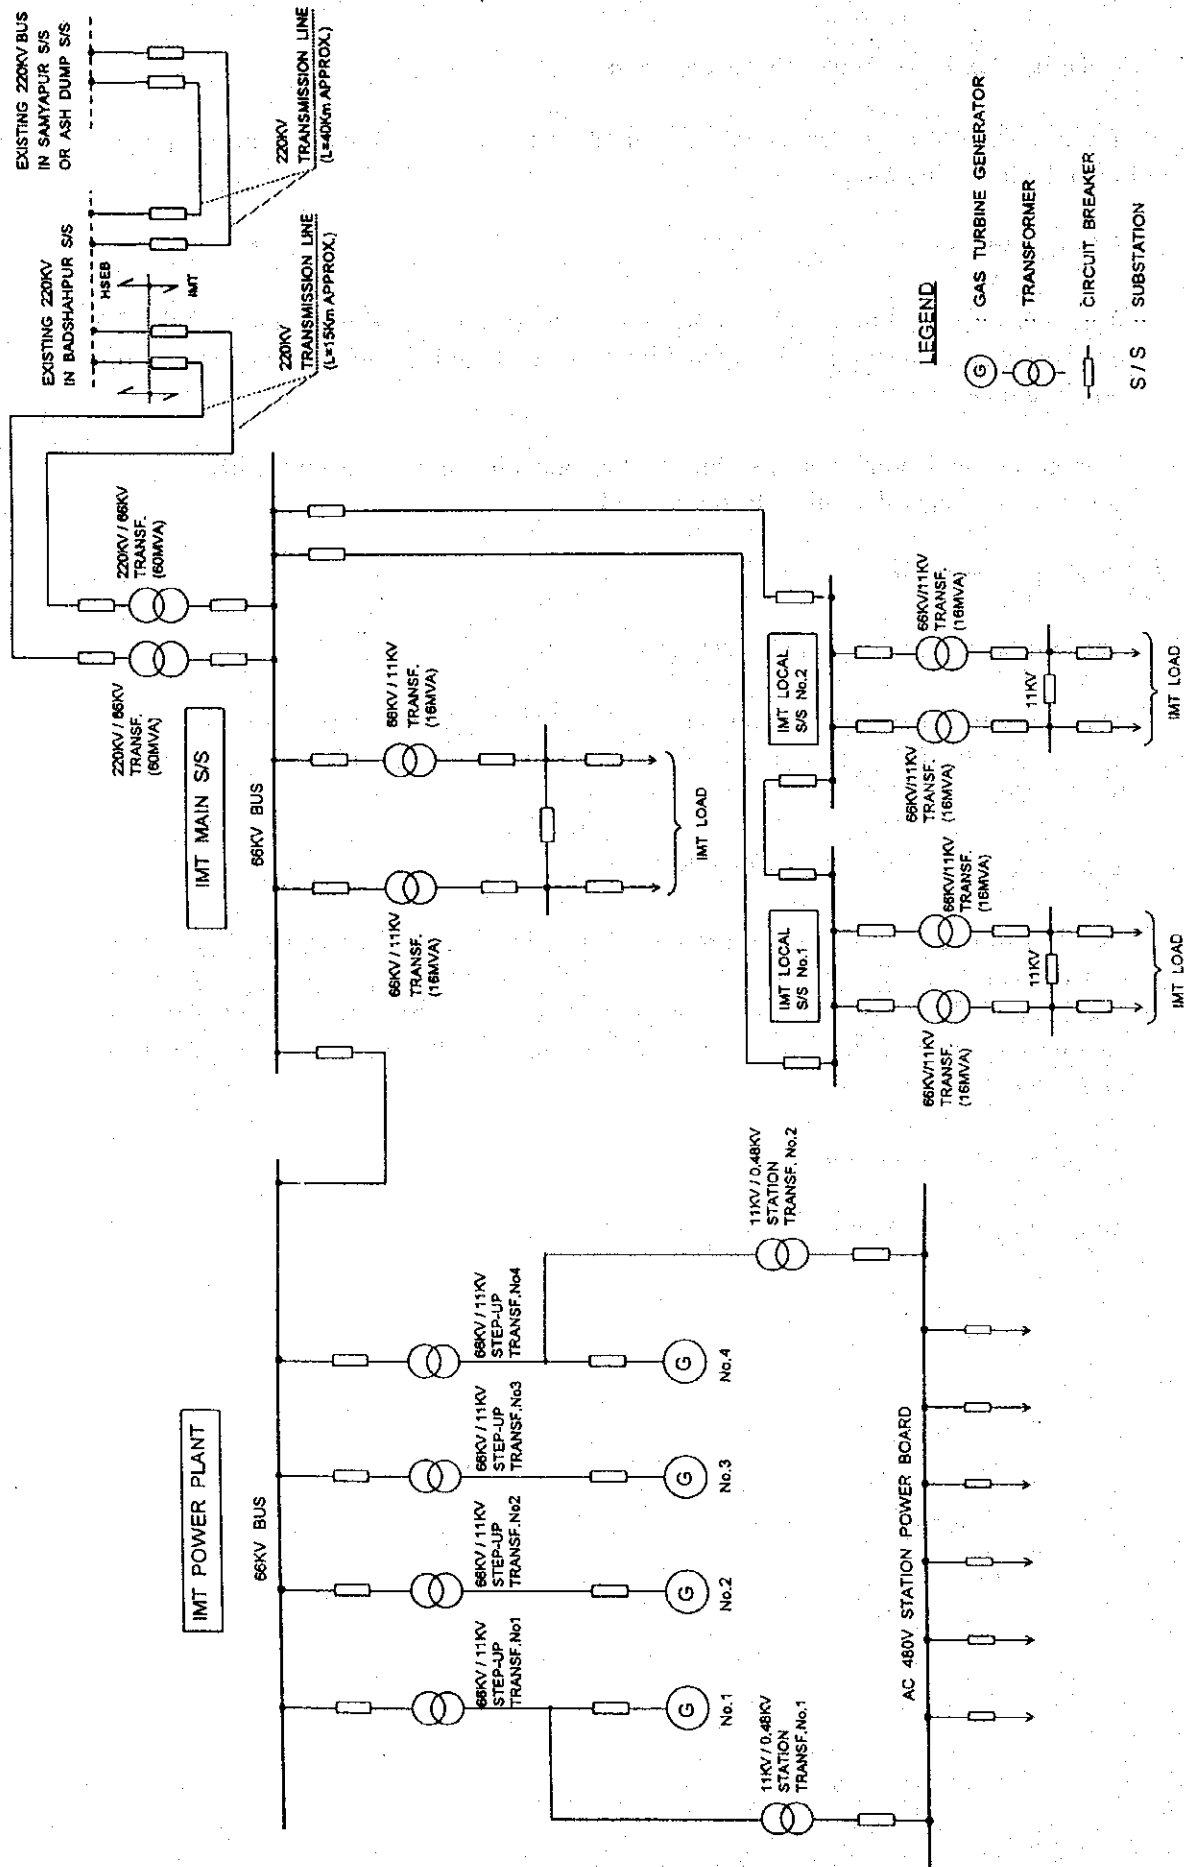 IMT POWER PLANT
66KV BUS
66KV / 11KV
STEP-UP
TRANSF.No1
66KV / 11KV
STEP-UP
TRANSF.No2
66KV / 11KV
STEP-UP
TRANSF.No3
66KV / 11KV
STEP-UP
TRANSF.No4
G
No.1
G
No.2
G
No.3
G
No.4
11KV / 0.48KV
STATION
TRANSF.No.1
11KV / 0.48KV
STATION
TRANSF. No.2
AC 480V STATION POWER BOARD
IMT MAIN S/S
66KV BUS
220KV / 66KV
TRANSF.
(60MVA)
220KV / 66KV
TRANSF.
(60MVA)
66KV / 11KV
TRANSF.
(16MVA)
66KV / 11KV
TRANSF.
(16MVA)
IMT LOAD
IMT LOCAL
S/S No.1
66KV/11KV
TRANSF.
(16MVA)
66KV/11KV
TRANSF.
(16MVA)
11KV
IMT LOAD
IMT LOCAL
S/S No.2
66KV/11KV
TRANSF.
(16MVA)
66KV/11KV
TRANSF.
(16MVA)
11KV
IMT LOAD
EXISTING 220KV
IN BADSHAHPUR S/S
HSEB
IMT
220KV
TRANSMISSION LINE
(L=15Km APPROX.)
EXISTING 220KV BUS
IN SAMYAPUR S/S
OR ASH DUMP S/S
220KV
TRANSMISSION LINE
(L=40Km APPROX.)
LEGEND
G : GAS TURBINE GENERATOR
: TRANSFORMER
: CIRCUIT BREAKER
S / S : SUBSTATION